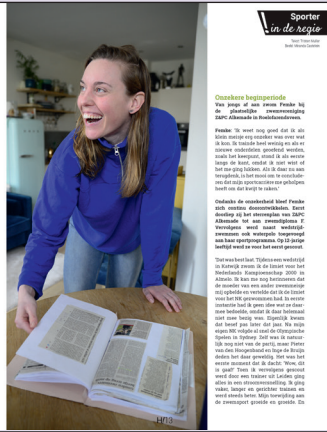 Sporter
in de regio
Onzekere beginperiode
Van jongs af aan zwom Femke bij
de plaatselijke zwemvereniging
Z&PC Alkemade in Roelofarendsveen.
Femke: 'Ik weet nog goed dat ik als
klein meisje erg onzeker was over wat
ik kon. Ik trainde heel weinig en als er
nieuwe onderdelen geoefend werden,
zoals het keerpunt, stond ik als eerste
langs de kant, omdat ik niet wist of
het me ging lukken. Als ik daar nu aan
terugdenk, is het mooi om te conclude-
ren dat mijn sportcarrière me geholpen
heeft om dat kwijt te raken.'
Ondanks de onzekerheid bleef Femke
zich continu doorontwikkelen. Eerst
doorliep zij het sterrenplan van Z&PC
Alkemade tot aan zwemdiploma F.
Vervolgens werd naast wedstrijd-
zwemmen ook waterpolo toegevoegd
aan haar sportprogramma. Op 12-jarige
leeftijd werd ze voor het eerst gescout.
'Dat was best laat. Tijdens een wedstrijd
in Katwijk zwom ik de limiet voor het
Nederlands Kampioenschap 2000 in
Almelo. Ik kan me nog herinneren dat
de moeder van een ander zwemmeisje
mij opbelde en vertelde dat ik de limiet
voor het NK gezwommen had. In eerste
instantie had ik geen idee wat ze daar-
mee bedoelde, omdat ik daar helemaal
niet mee bezig was. Eigenlijk kwam
dat besef pas later dat jaar. Na mijn
eigen NK volgde al snel de Olympische
Spelen in Sydney. Zelf was ik natuur-
lijk nog niet van de partij, maar Pieter
van den Hoogenband en Inge de Bruijn
deden het daar geweldig. Het was het
eerste moment dat ik dacht: 'Wow, dit
is gaaf!' Toen ik vervolgens gescout
werd door een trainer uit Leiden ging
alles in een stroomversnelling. Ik ging
vaker, langer en gerichter trainen en
werd steeds beter. Mijn toewijding aan
de zwemsport groeide en groeide. En
H/13